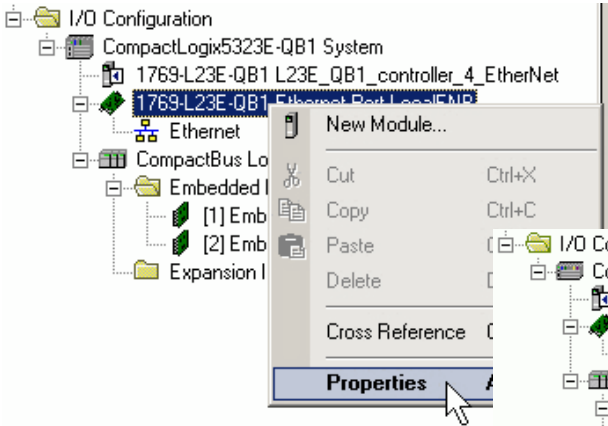 I/O Configuration
CompactLogix5323E-QB1 System
1769-L23E-QB1 L23E_QB1_controller_4_EtherNet
1769-L23E-QB1 Ethernet Port LocalENB
Ethernet
CompactBus Lo
Embedded I
[1] Emb
[2] Emb
Expansion I
New Module...
Cut Ctrl+X
Copy Ctrl+C
Paste
Delete
Cross Reference
Properties
I/O Co
Co